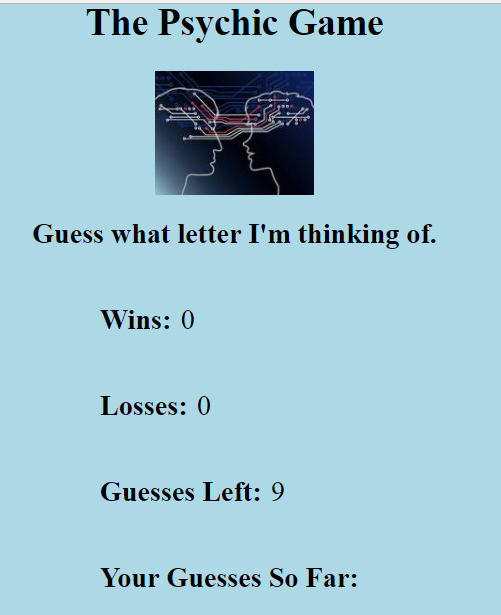 The Psychic Game
Guess what letter I'm thinking of.
Wins: 0
Losses: 0
Guesses Left: 9
Your Guesses So Far: